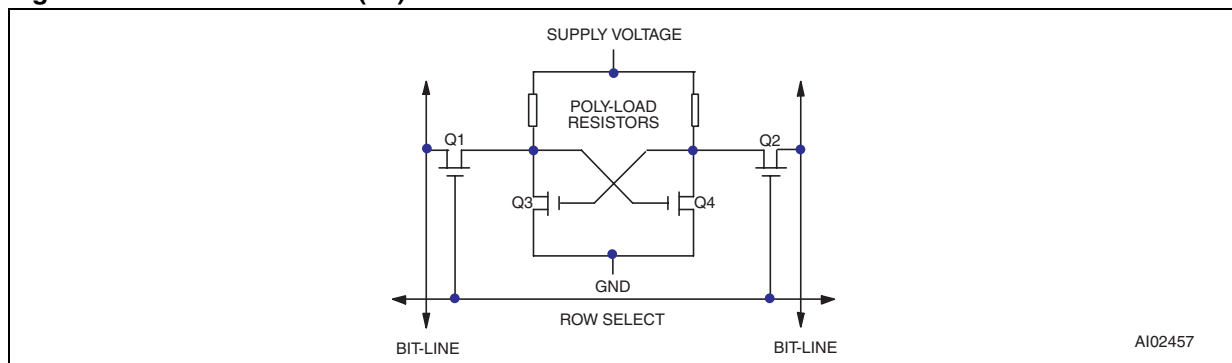 SUPPLY VOLTAGE
POLY-LOAD
RESISTORS
Q1
Q2
Q3
Q4
GND
ROW SELECT
BIT-LINE
BIT-LINE
AI02457